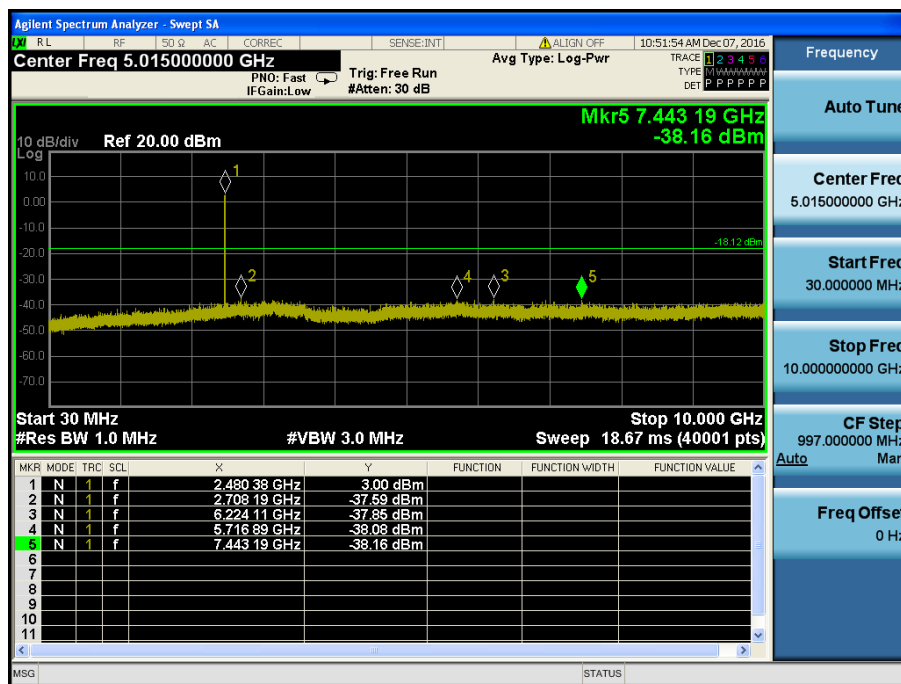 Agilent Spectrum Analyzer - Swept SA
LXI RL RF 50 Ω AC CORREC SENSE:INT ALIGN OFF 10:51:54 AM Dec 07, 2016
Center Freq 5.015000000 GHz
PNO: Fast
IFGain:Low
Trig: Free Run
#Atten: 30 dB
Avg Type: Log-Pwr
TRACE 1 2 3 4 5 6
TYPE M W W W W W
DET P P P P P P
Mkr5 7.443 19 GHz
-38.16 dBm
10 dB/div Ref 20.00 dBm
Log
10.0
0.00
-10.0
-20.0
-30.0
-40.0
-50.0
-60.0
-70.0
1
2
4
3
5
-18.12 dBm
Start 30 MHz Stop 10.000 GHz
#Res BW 1.0 MHz #VBW 3.0 MHz Sweep 18.67 ms (40001 pts)
MKR MODE TRC SCL X Y FUNCTION FUNCTION WIDTH FUNCTION VALUE
1 N 1 f 2.480 38 GHz 3.00 dBm
2 N 1 f 2.708 19 GHz -37.59 dBm
3 N 1 f 6.224 11 GHz -37.85 dBm
4 N 1 f 5.716 89 GHz -38.08 dBm
5 N 1 f 7.443 19 GHz -38.16 dBm
6
7
8
9
10
11
MSG STATUS
Frequency
Auto Tune
Center Freq
5.015000000 GHz
Start Freq
30.000000 MHz
Stop Freq
10.000000000 GHz
CF Step
997.000000 MHz
Auto Man
Freq Offset
0 Hz